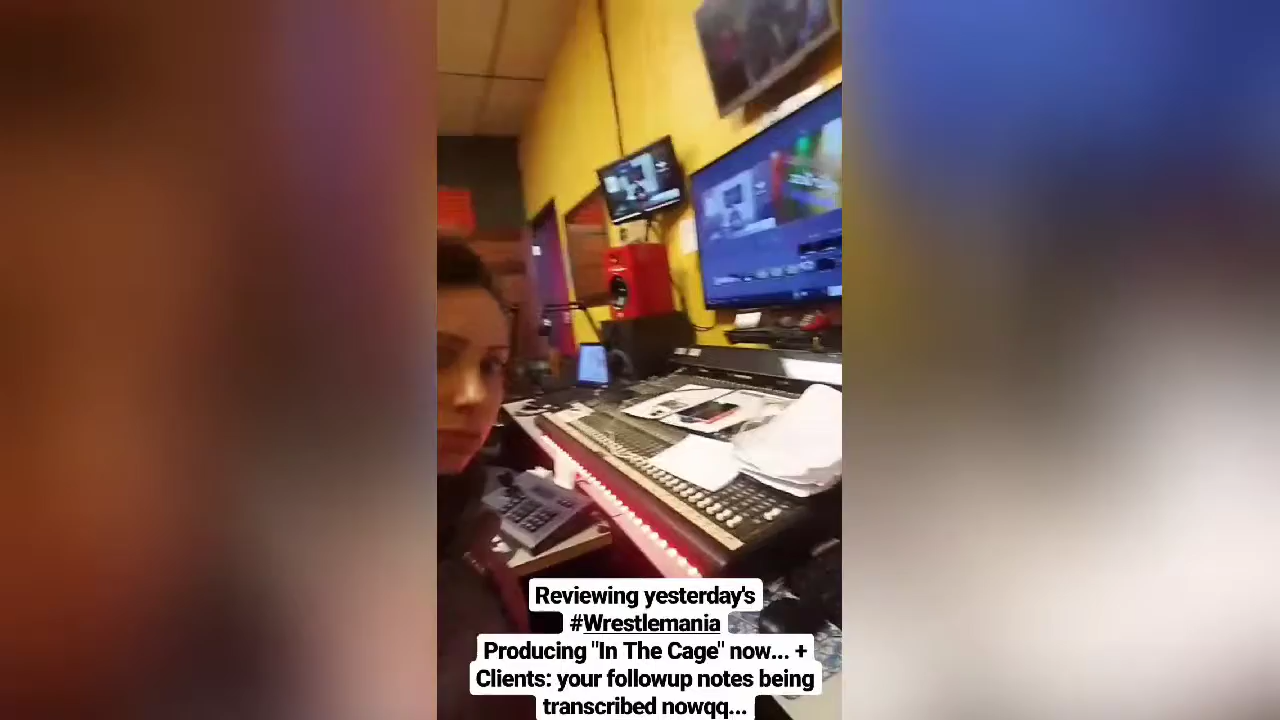 Reviewing yesterday's
#Wrestlemania
Producing "In The Cage" now... +
Clients: your followup notes being
transcribed nowqq...